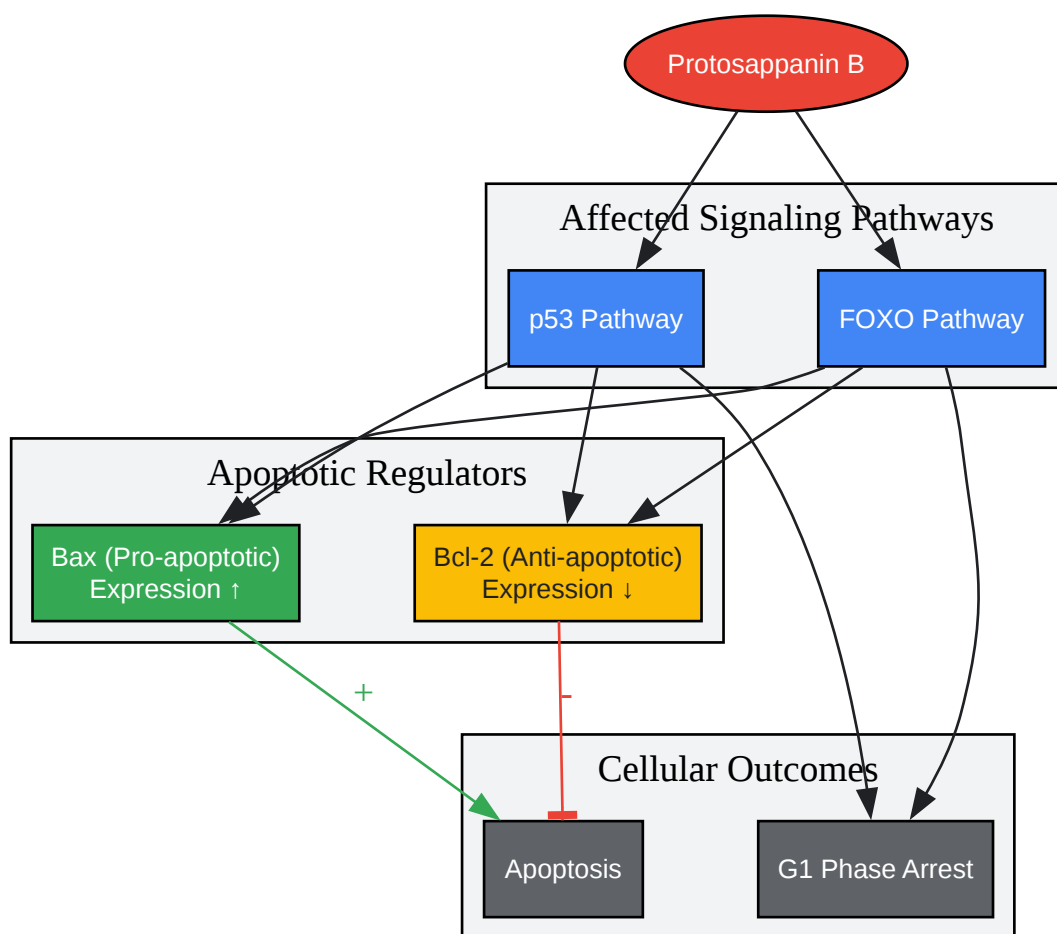 Protosappanin B
Affected Signaling Pathways
p53 Pathway
FOXO Pathway
Apoptotic Regulators
Bax (Pro-apoptotic)
Expression ↑
Bcl-2 (Anti-apoptotic)
Expression ↓
+
-
Cellular Outcomes
Apoptosis
G1 Phase Arrest